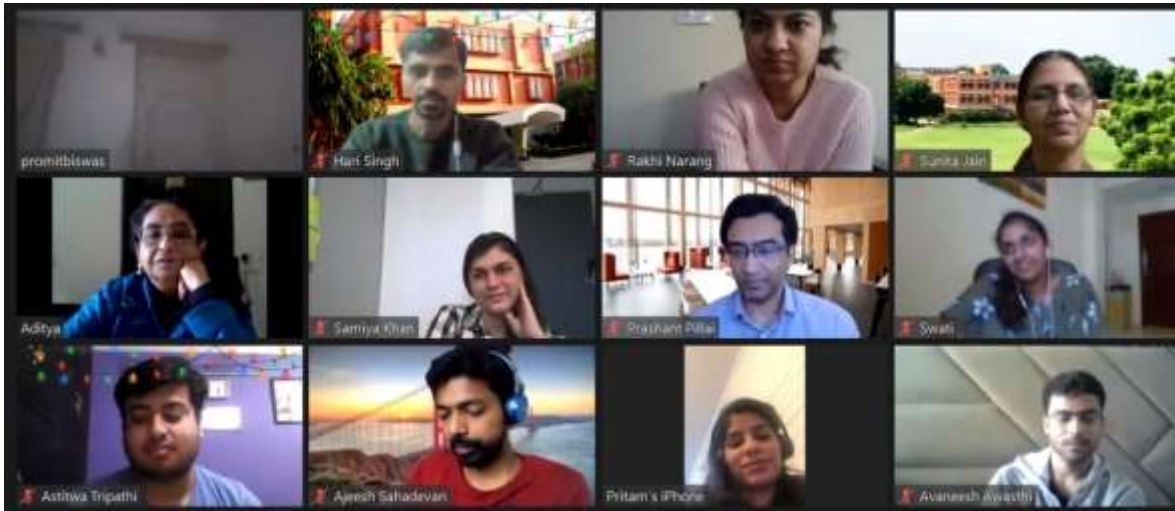 promitbiswas
Hari Singh
Rakhi Narang
Sunita Jain
Aditya
Samiya Khan
Prashant Pillai
Swati
Astitwa Tripathi
Ajeesh Sahadevan
Pritam's iPhone
Avaneesh Awasthi